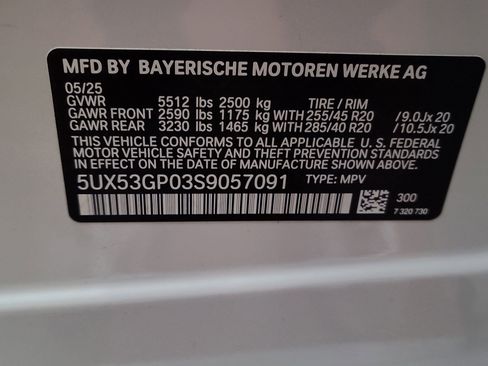 MFD BY BAYERISCHE MOTOREN WERKE AG
05/25
GVWR 5512 lbs 2500 kg TIRE / RIM
GAWR FRONT 2590 lbs 1175 kg WITH 255/45 R20 /9.0Jx 20
GAWR REAR 3230 lbs 1465 kg WITH 285/40 R20 /10.5Jx 20
THIS VEHICLE CONFORMS TO ALL APPLICABLE U. S. FEDERAL
MOTOR VEHICLE SAFETY AND THEFT PREVENTION STANDARDS
IN EFFECT ON THE DATE OF MANUFACTURE SHOWN ABOVE.
5UX53GP03S9057091 TYPE: MPV
300
7 320 730